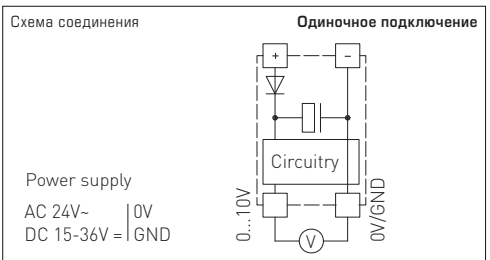 Схема соединения
Одиночное подключение
+
–
Circuitry
Power supply
AC 24V~ | 0V
DC 15-36V = | GND
0...10V
V
0V/GND